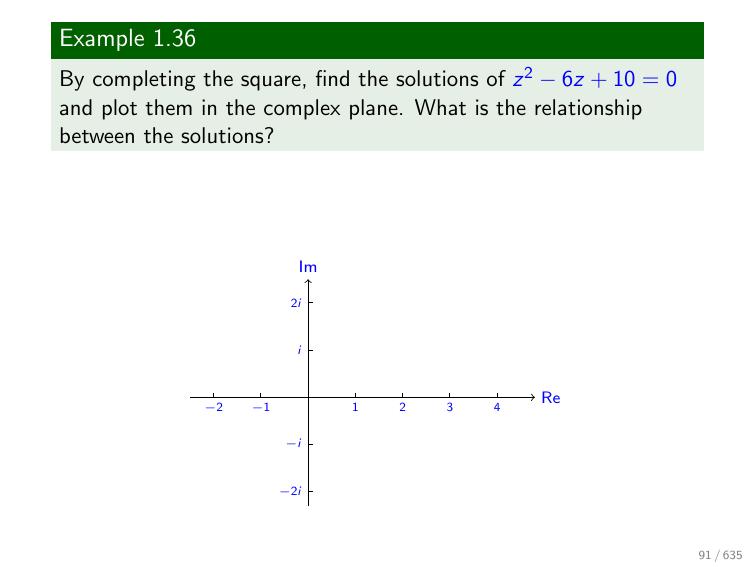 Example 1.36
By completing the square, find the solutions of z² − 6z + 10 = 0
and plot them in the complex plane. What is the relationship
between the solutions?
Im
2i
i
Re
−2 −1 1 2 3 4
−i
−2i
91 / 635